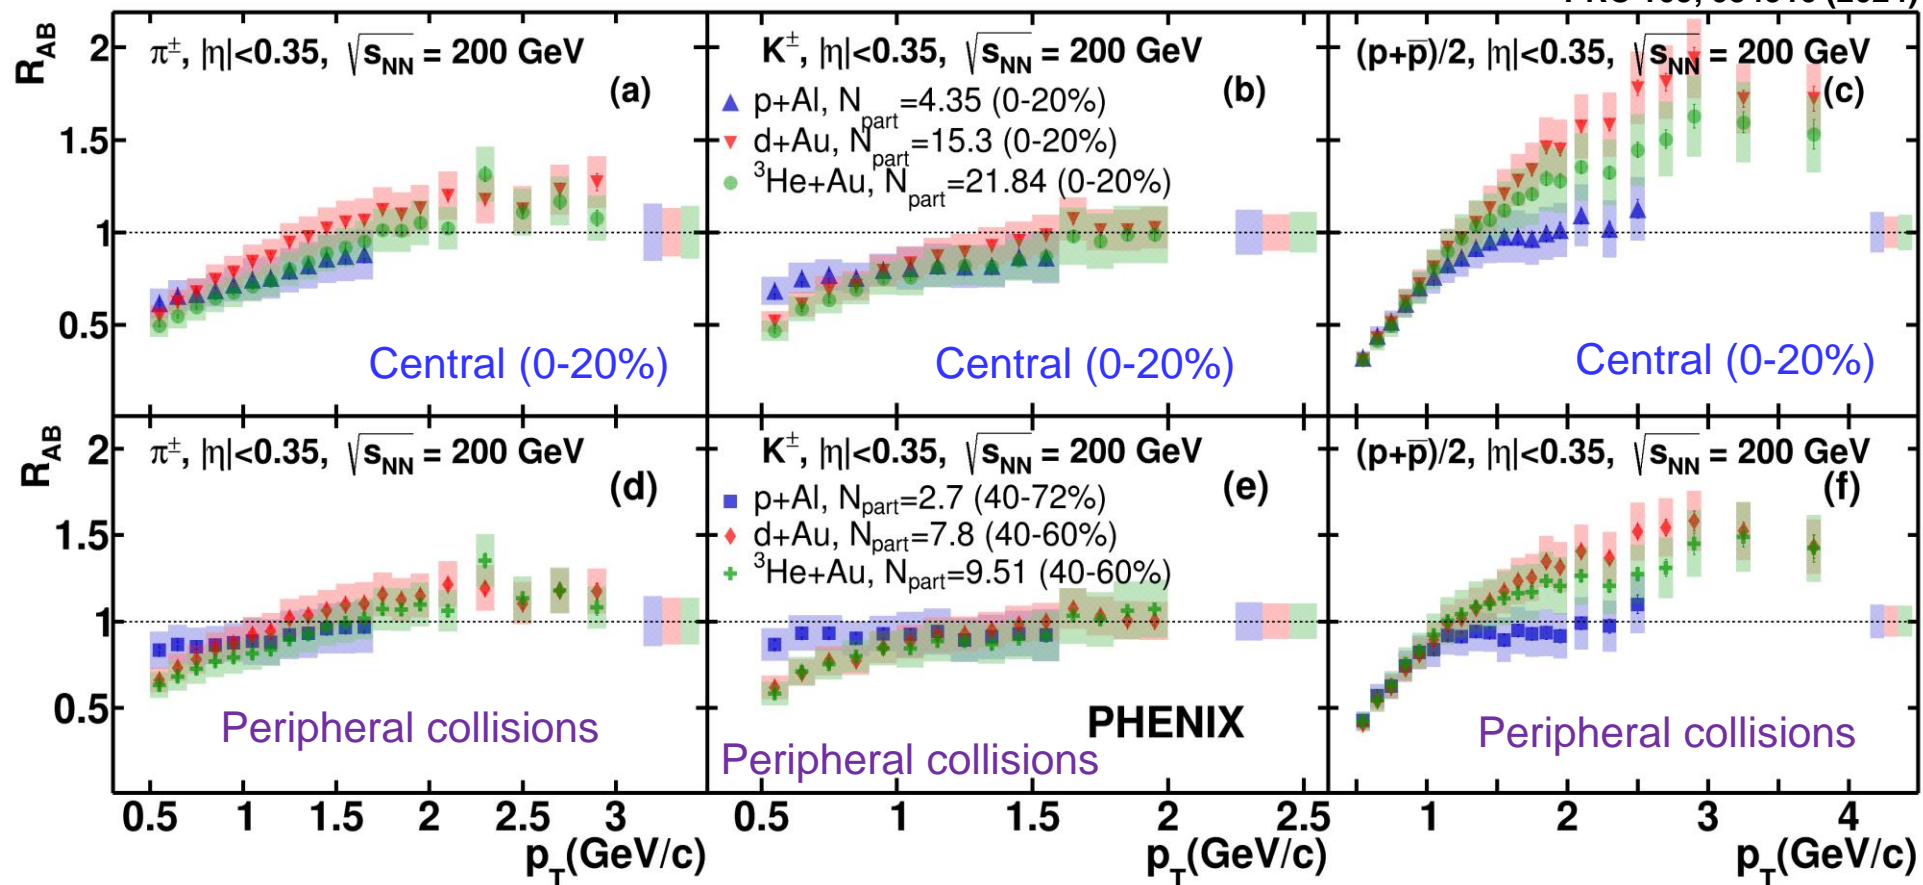 R_AB
π±, |η|<0.35, √s_NN = 200 GeV
(a)
2
1.5
1
0.5
Central (0-20%)
K±, |η|<0.35, √s_NN = 200 GeV
(b)
p+Al, N_part=4.35 (0-20%)
d+Au, N_part=15.3 (0-20%)
³He+Au, N_part=21.84 (0-20%)
Central (0-20%)
(p+p̅)/2, |η|<0.35, √s_NN = 200 GeV
(c)
Central (0-20%)
R_AB
π±, |η|<0.35, √s_NN = 200 GeV
(d)
2
1.5
1
0.5
Peripheral collisions
K±, |η|<0.35, √s_NN = 200 GeV
(e)
p+Al, N_part=2.7 (40-72%)
d+Au, N_part=7.8 (40-60%)
³He+Au, N_part=9.51 (40-60%)
PHENIX
Peripheral collisions
(p+p̅)/2, |η|<0.35, √s_NN = 200 GeV
(f)
Peripheral collisions
0.5 1 1.5 2 2.5 3
p_T(GeV/c)
0.5 1 1.5 2 2.5
p_T(GeV/c)
1 2 3 4
p_T(GeV/c)